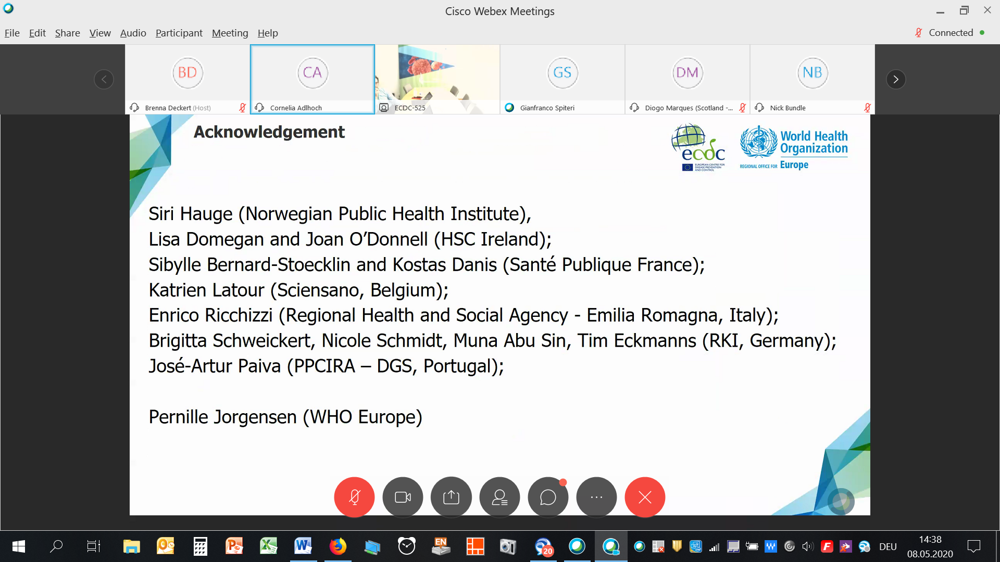 Cisco Webex Meetings
File Edit Share View Audio Participant Meeting Help
Connected
BD
CA
GS
DM
NB
Brenna Deckert (Host)
Cornelia Adlhoch
ECDC-525
Gianfranco Spiteri
Diogo Marques (Scotland -...
Nick Bundle
Acknowledgement
ecdc
EUROPEAN CENTRE FOR
DISEASE PREVENTION
AND CONTROL
World Health
Organization
REGIONAL OFFICE FOR Europe
Siri Hauge (Norwegian Public Health Institute),
Lisa Domegan and Joan O’Donnell (HSC Ireland);
Sibylle Bernard-Stoecklin and Kostas Danis (Santé Publique France);
Katrien Latour (Sciensano, Belgium);
Enrico Ricchizzi (Regional Health and Social Agency - Emilia Romagna, Italy);
Brigitta Schweickert, Nicole Schmidt, Muna Abu Sin, Tim Eckmanns (RKI, Germany);
José-Artur Paiva (PPCIRA – DGS, Portugal);
Pernille Jorgensen (WHO Europe)
EN
20
DEU
14:38
08.05.2020